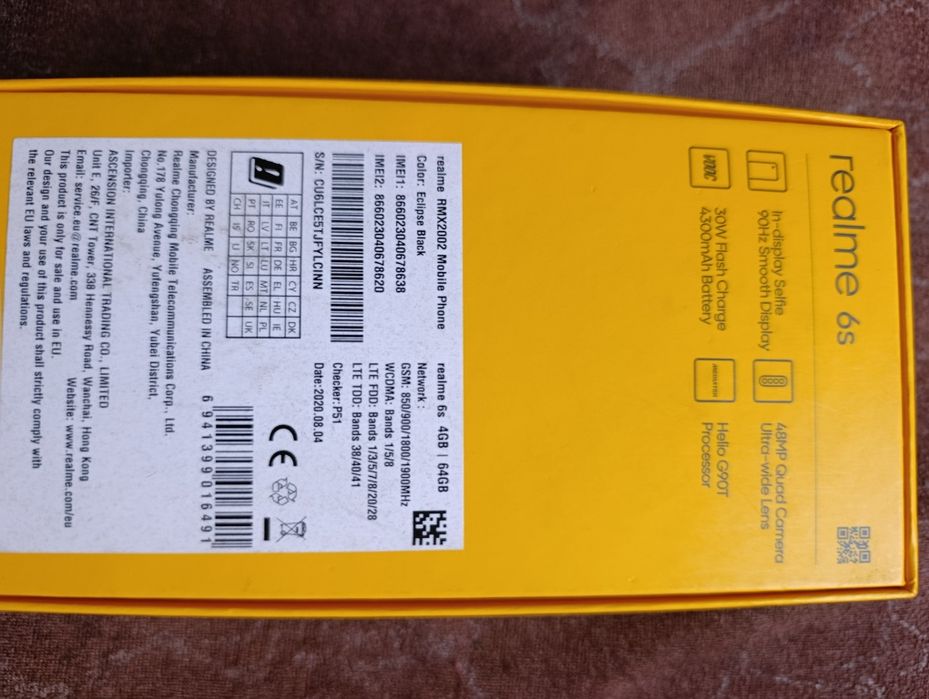 realme 6s
In-display Selfie
90Hz Smooth Display
48MP Quad Camera
Ultra-wide Lens
VOOC
30W Flash Charge
4300mAh Battery
MEDIATEK
Helio G90T
Processor
realme RMX2002 Mobile Phone
Color: Eclipse Black
IMEI1: 866023040678638
IMEI2: 866023040678620
S/N: CU6LCE5TJFYLCINN
realme 6s 4GB | 64GB
Network :
GSM: 850/900/1800/1900MHz
WCDMA: Bands 1/5/8
LTE FDD: Bands 1/3/5/7/8/20/28
LTE TDD: Bands 38/40/41
Checker:P51
Date:2020.08.04
AT BE BG HR CY CZ DK
EE FI FR DE EL HU IE
IT LV LT LU MT NL PL
PT RO SK SI ES SE UK
CH IS LI NO TR
CE
DESIGNED BY REALME ASSEMBLED IN CHINA
6941399016491
Manufacturer:
Realme Chongqing Mobile Telecommunications Corp., Ltd.
No.178 Yulong Avenue, Yufengshan, Yubei District,
Chongqing, China
Importer:
ASCENSION INTERNATIONAL TRADING CO., LIMITED
Unit E, 26/F, CNT Tower, 338 Hennessy Road, Wanchai, Hong Kong
Email: service.eu@realme.com Website: www.realme.com/eu
This product is only for sale and use in EU.
Our design and your use of this product shall strictly comply with
the relevant EU laws and regulations.